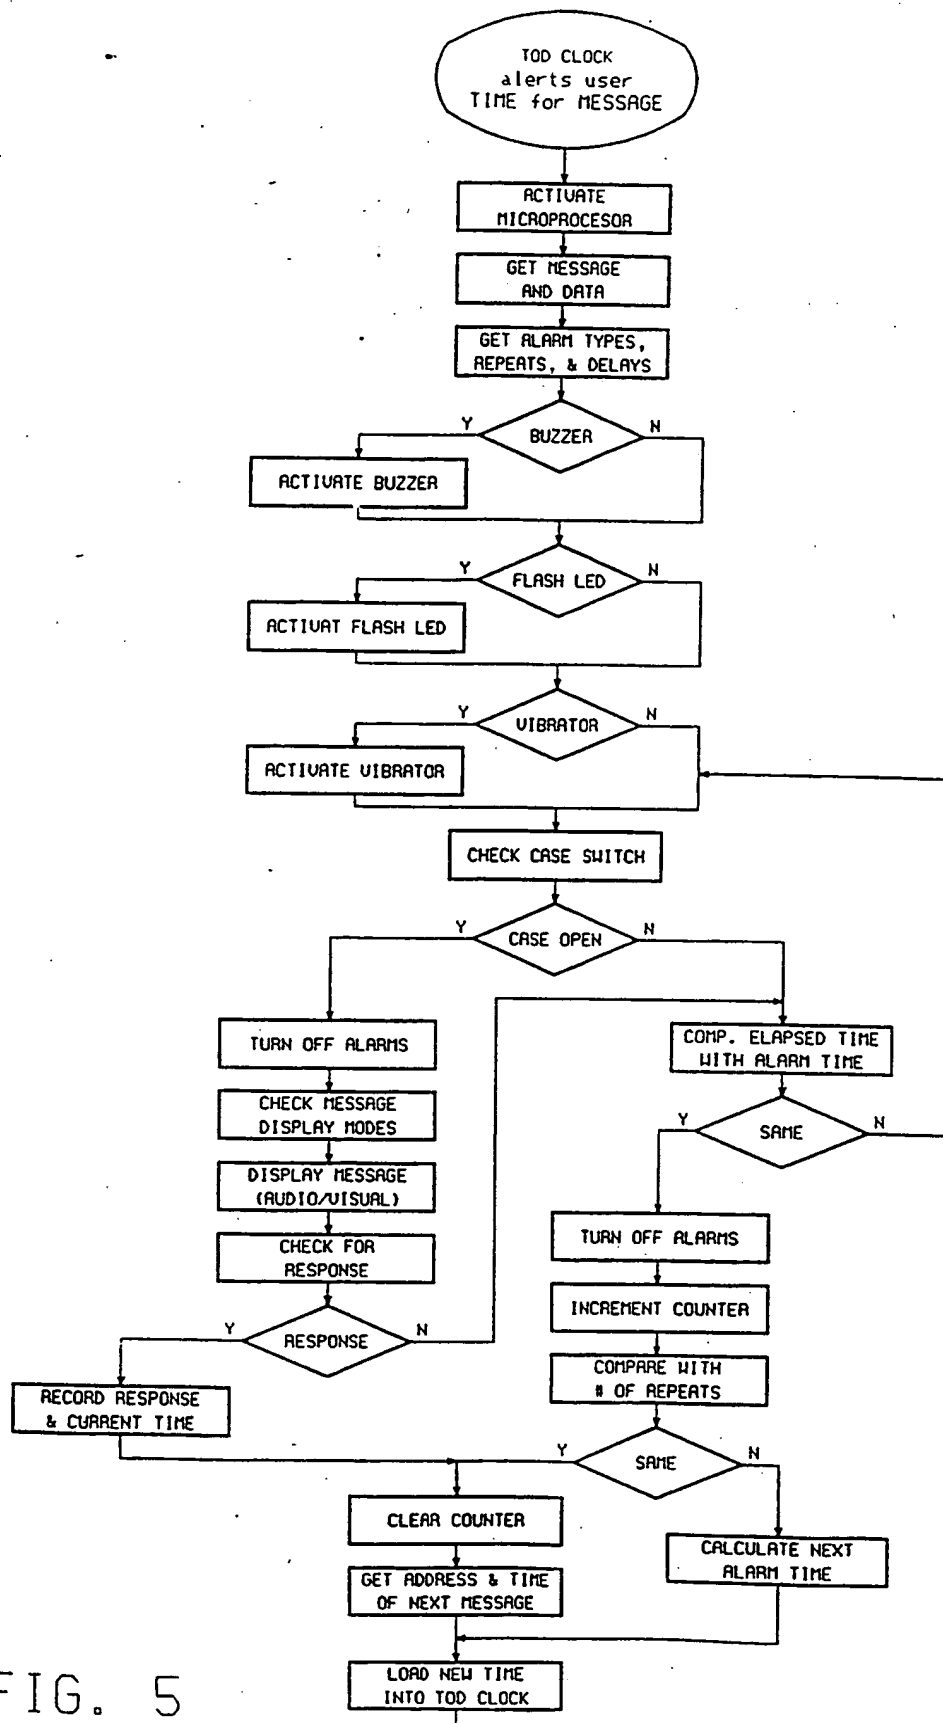 TOD CLOCK
alerts user
TIME for MESSAGE
ACTIVATE
MICROPROCESOR
GET MESSAGE
AND DATA
GET ALARM TYPES,
REPEATS, & DELAYS
Y
BUZZER
N
ACTIVATE BUZZER
Y
FLASH LED
N
ACTIVAT FLASH LED
Y
VIBRATOR
N
ACTIVATE VIBRATOR
CHECK CASE SWITCH
Y
CASE OPEN
N
TURN OFF ALARMS
COMP. ELAPSED TIME
WITH ALARM TIME
CHECK MESSAGE
DISPLAY MODES
Y
SAME
N
DISPLAY MESSAGE
(AUDIO/VISUAL)
TURN OFF ALARMS
CHECK FOR
RESPONSE
INCREMENT COUNTER
Y
RESPONSE
N
COMPARE WITH
# OF REPEATS
RECORD RESPONSE
& CURRENT TIME
Y
SAME
N
CLEAR COUNTER
CALCULATE NEXT
ALARM TIME
GET ADDRESS & TIME
OF NEXT MESSAGE
LOAD NEW TIME
INTO TOD CLOCK
FIG. 5